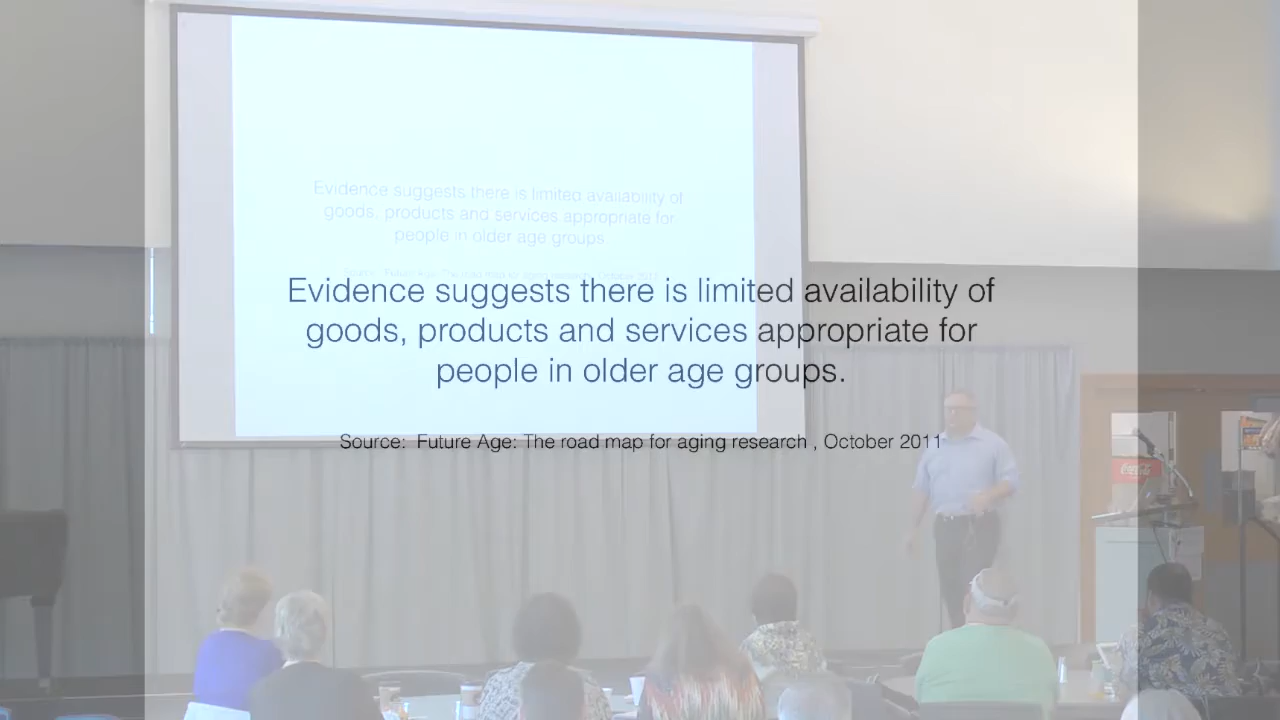 Evidence suggests there is limited availability of
goods, products and services appropriate for
people in older age groups.
Evidence suggests there is limited availability of
goods, products and services appropriate for
people in older age groups.
Source: Future Age: The road map for aging research , October 2011
Coca-Cola